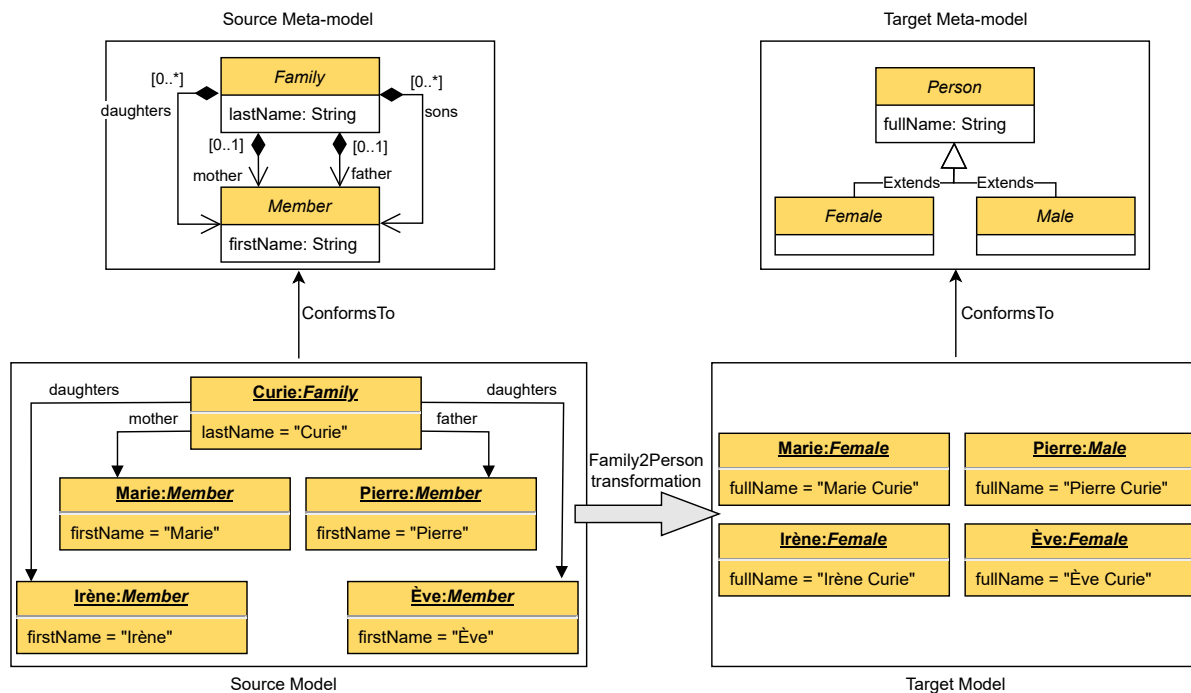 Source Meta-model
Target Meta-model
[0..*]
Family
[0..*]
daughters
lastName: String
sons
[0..1]
[0..1]
mother
father
Member
firstName: String
Person
fullName: String
Extends
Extends
Female
Male
ConformsTo
ConformsTo
daughters
Curie:Family
daughters
mother
lastName = "Curie"
father
Marie:Member
firstName = "Marie"
Pierre:Member
firstName = "Pierre"
Irène:Member
firstName = "Irène"
Ève:Member
firstName = "Ève"
Family2Person
transformation
Marie:Female
fullName = "Marie Curie"
Pierre:Male
fullName = "Pierre Curie"
Irène:Female
fullName = "Irène Curie"
Ève:Female
fullName = "Ève Curie"
Source Model
Target Model